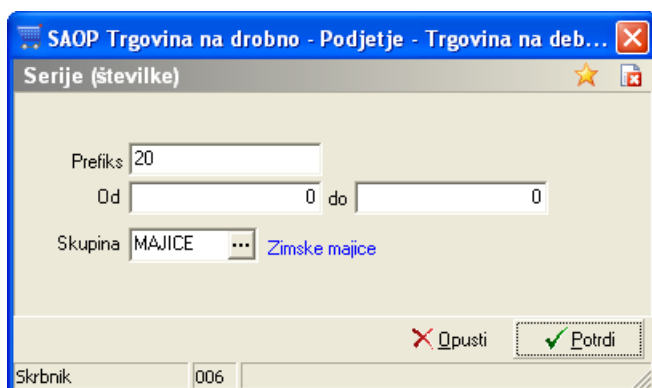 SAOP Trgovina na drobno - Podjetje - Trgovina na deb...
Serije (številke)
Prefiks 20
Od 0 do 0
Skupina MAJICE ... Zimske majice
Opusti Potrdi
Skrbnik 006